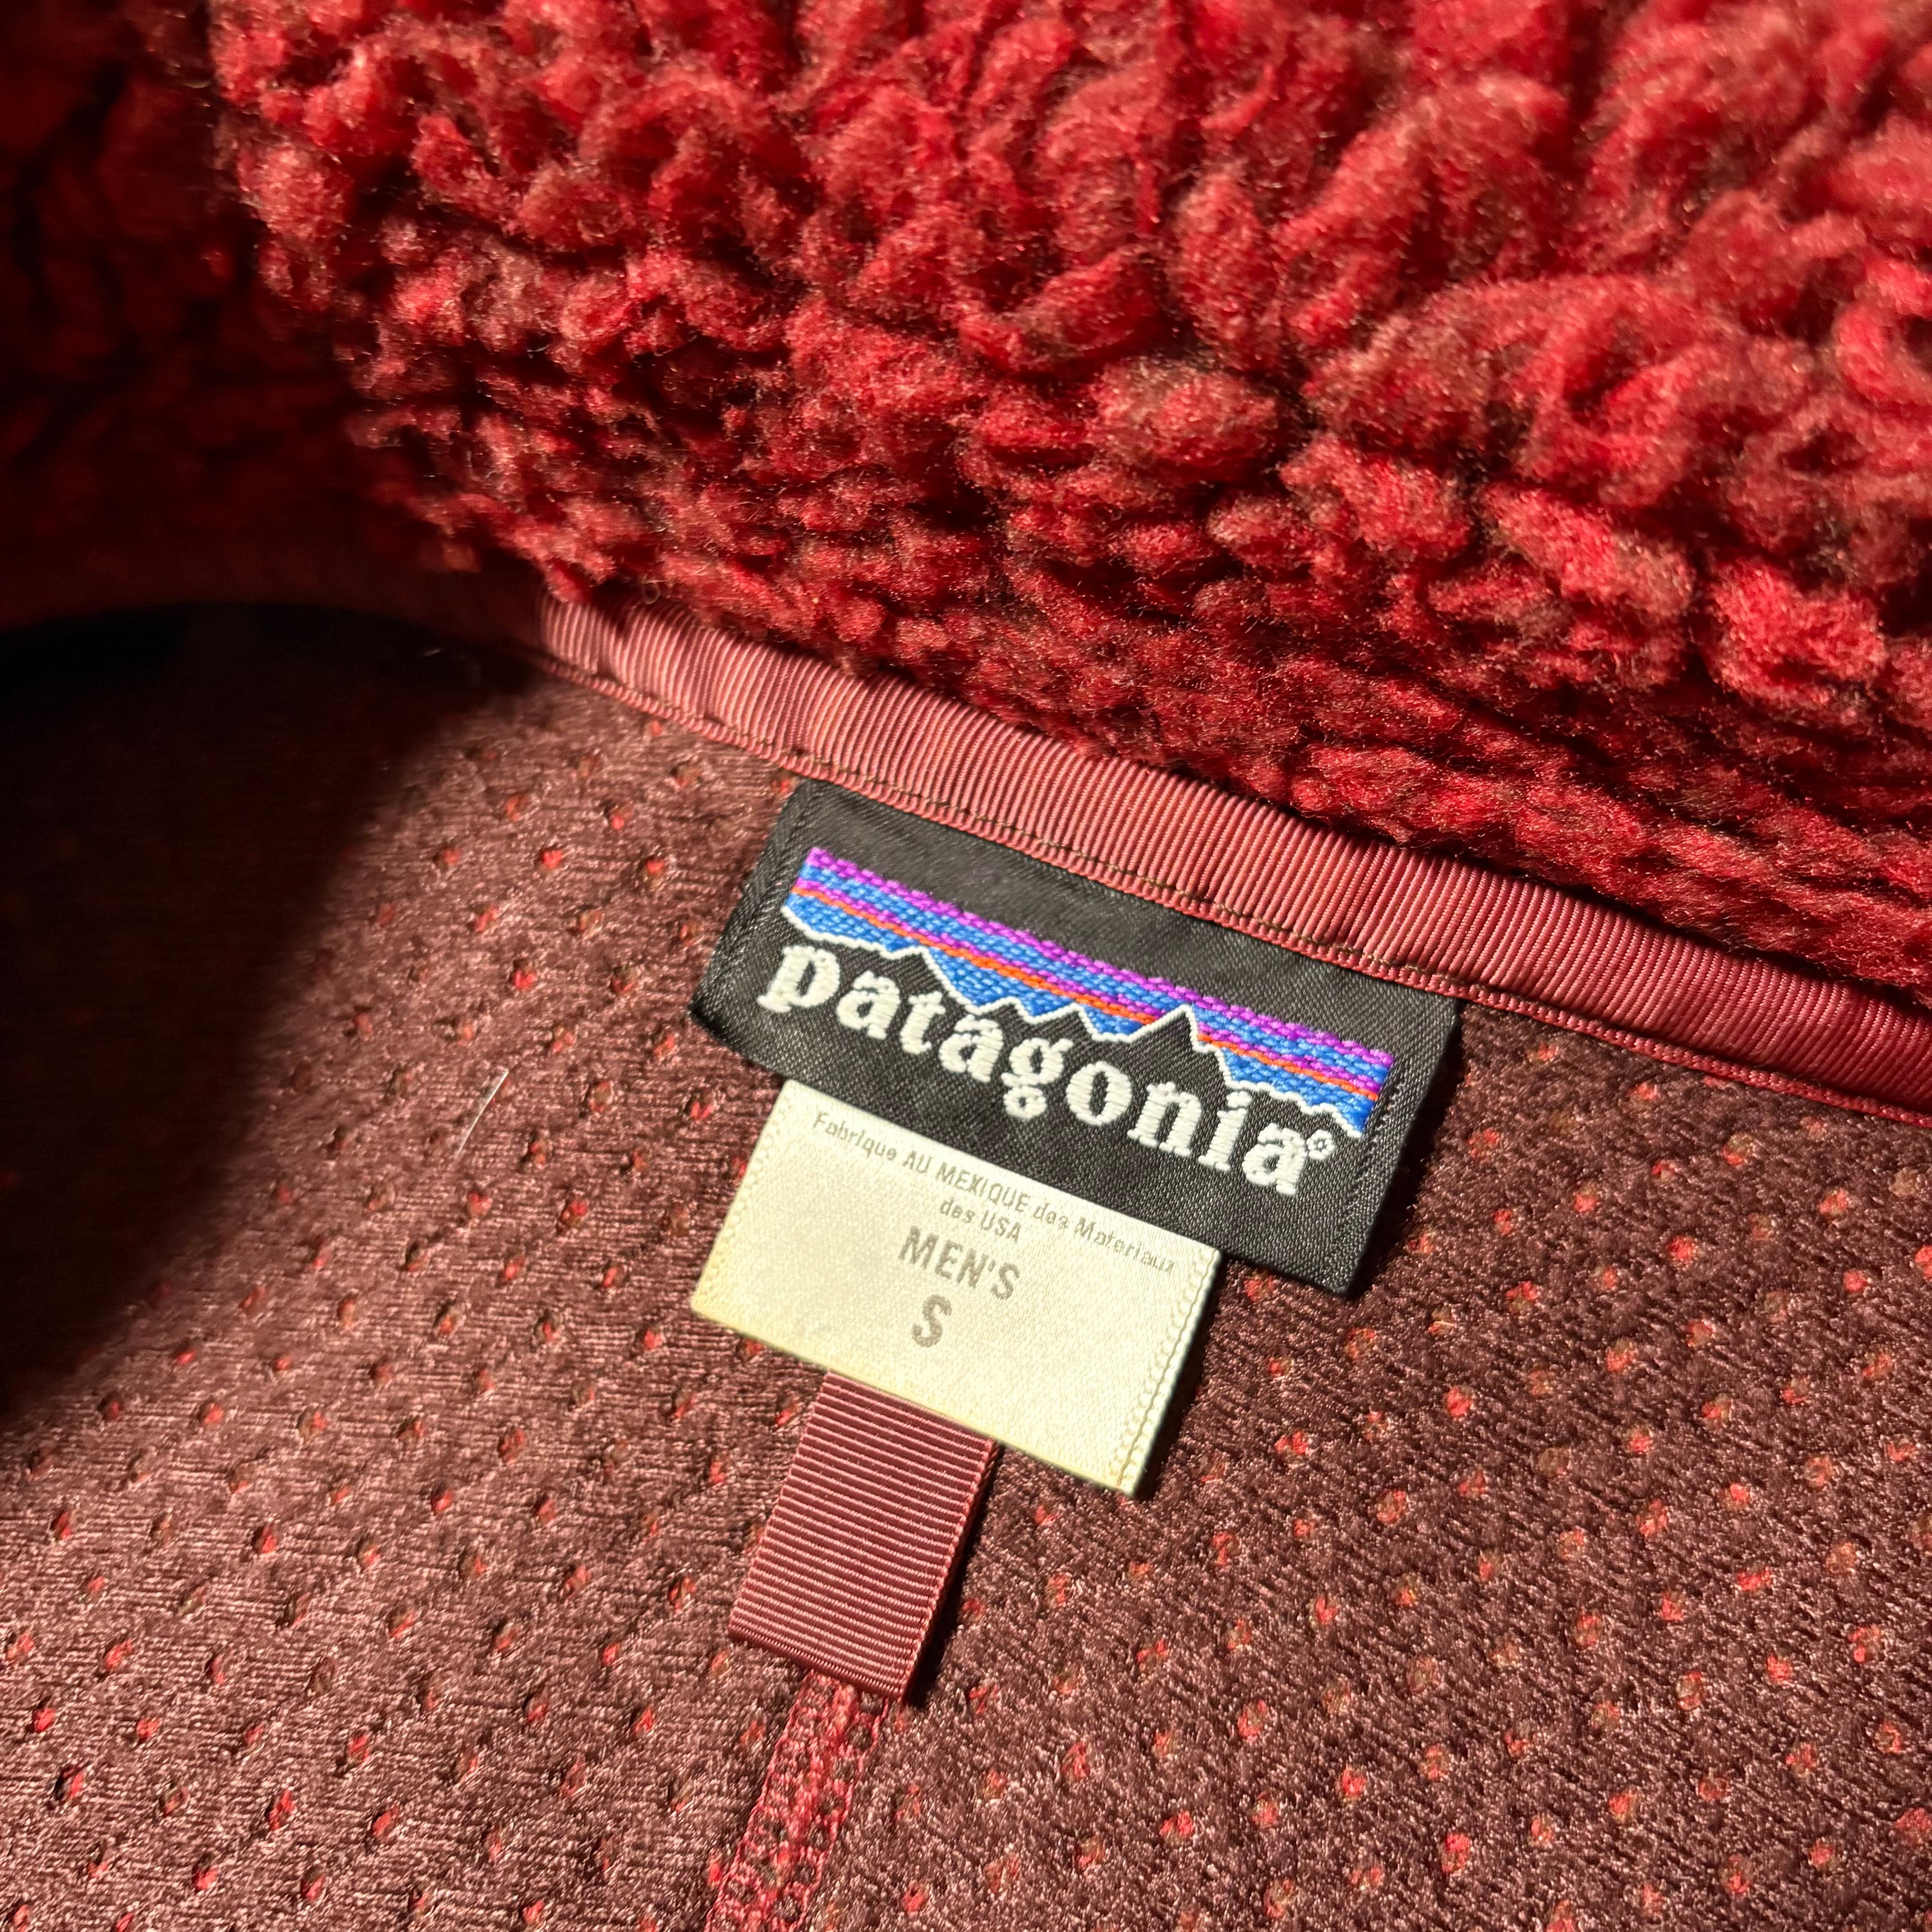 patagonia®
Fabrique AU MEXIQUE des Materiaux
des USA
MEN'S
S